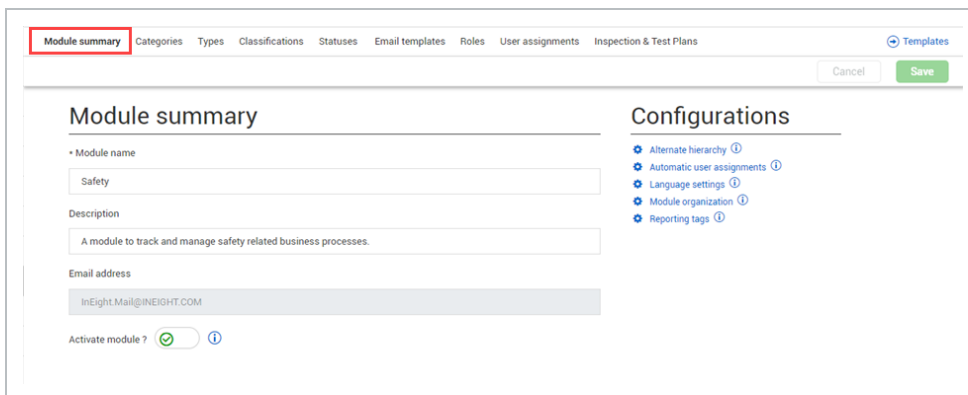 Module summary Categories Types Classifications Statuses Email templates Roles User assignments Inspection & Test Plans Templates
Cancel Save
Module summary
* Module name
Safety
Description
A module to track and manage safety related business processes.
Email address
InEight.Mail@INEIGHT.COM
Activate module ?
Configurations
Alternate hierarchy
Automatic user assignments
Language settings
Module organization
Reporting tags